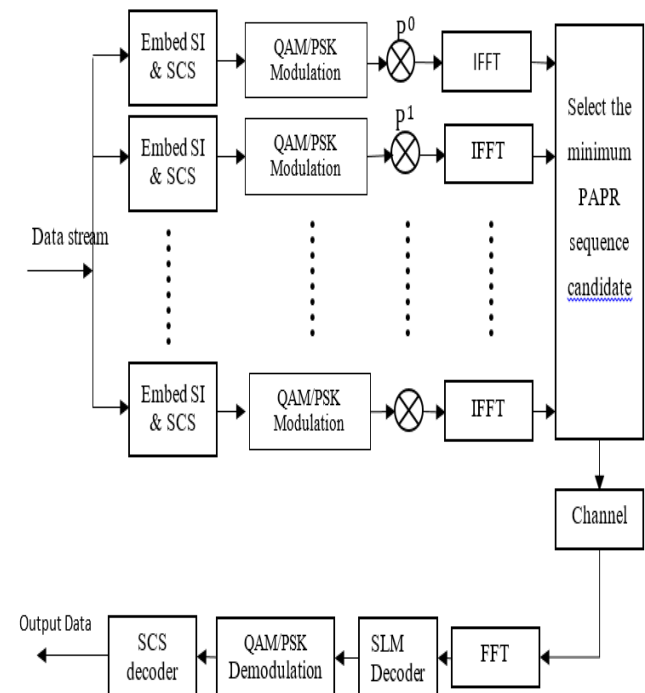 Embed SI
& SCS
QAM/PSK
Modulation
P⁰
IFFT
Embed SI
& SCS
QAM/PSK
Modulation
P¹
IFFT
Select the
minimum
PAPR
sequence
candidate
Data stream
Embed SI
& SCS
QAM/PSK
Modulation
IFFT
Channel
Output Data
SCS
decoder
QAM/PSK
Demodulation
SLM
Decoder
FFT